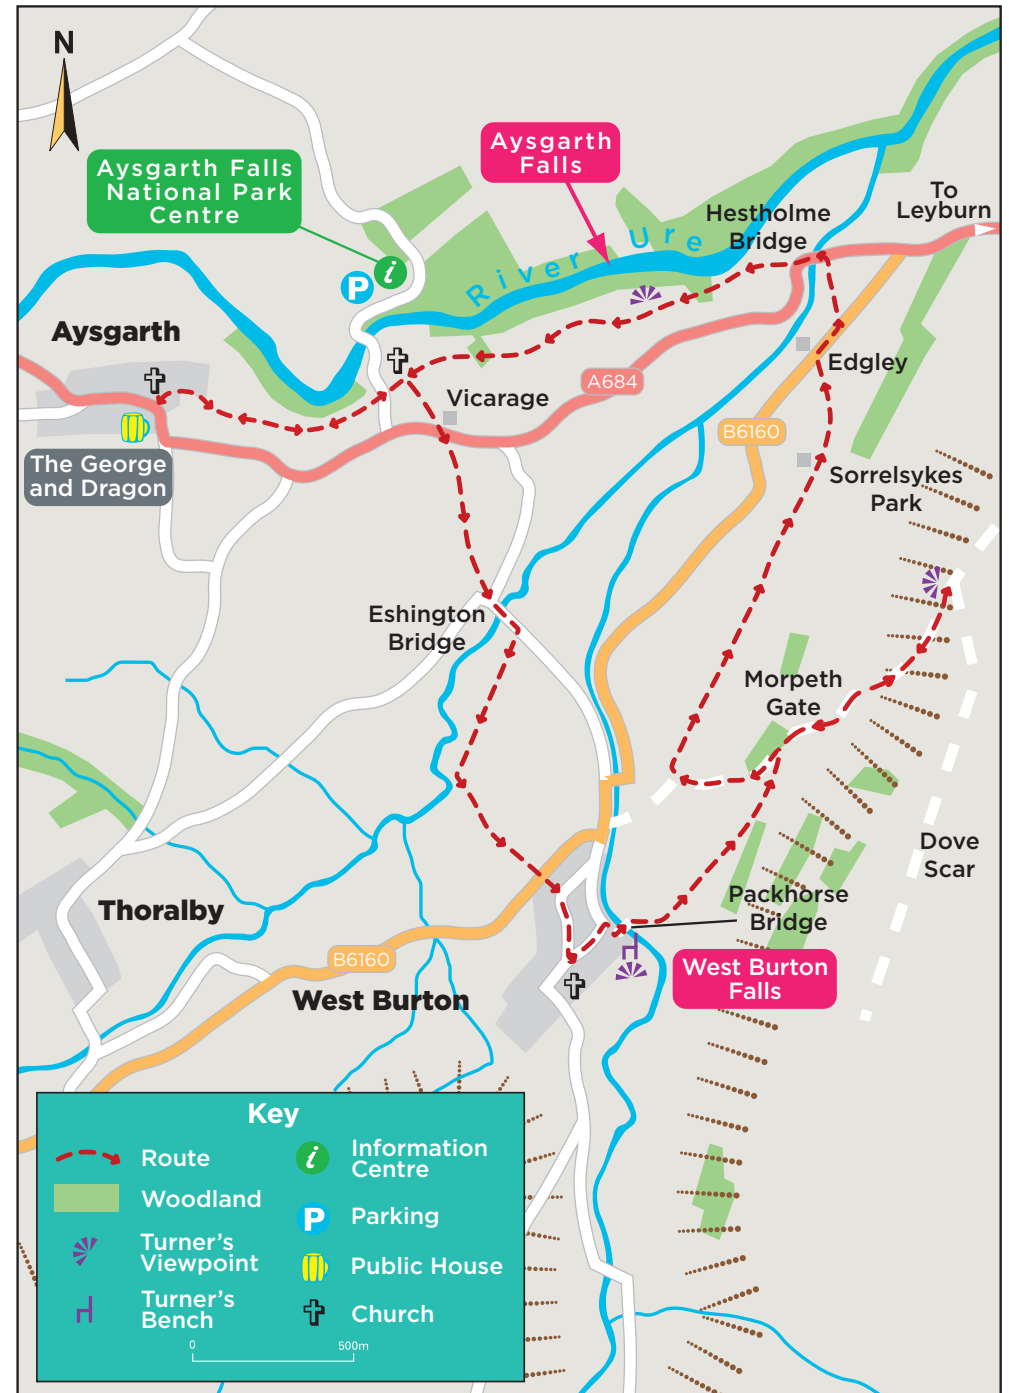 N
Aysgarth Falls
National Park
Centre
Aysgarth
Falls
To
Leyburn
Hestholme
Bridge
River Ure
i
P
Aysgarth
Edgley
A684
Vicarage
B6160
The George
and Dragon
Sorrelsykes
Park
Eshington
Bridge
Morpeth
Gate
Dove
Scar
Packhorse
Bridge
Thoralby
B6160
West Burton
West Burton
Falls
Key
Route
Woodland
Turner's
Viewpoint
Turner's
Bench
i
Information
Centre
P
Parking
Public House
Church
0 500m